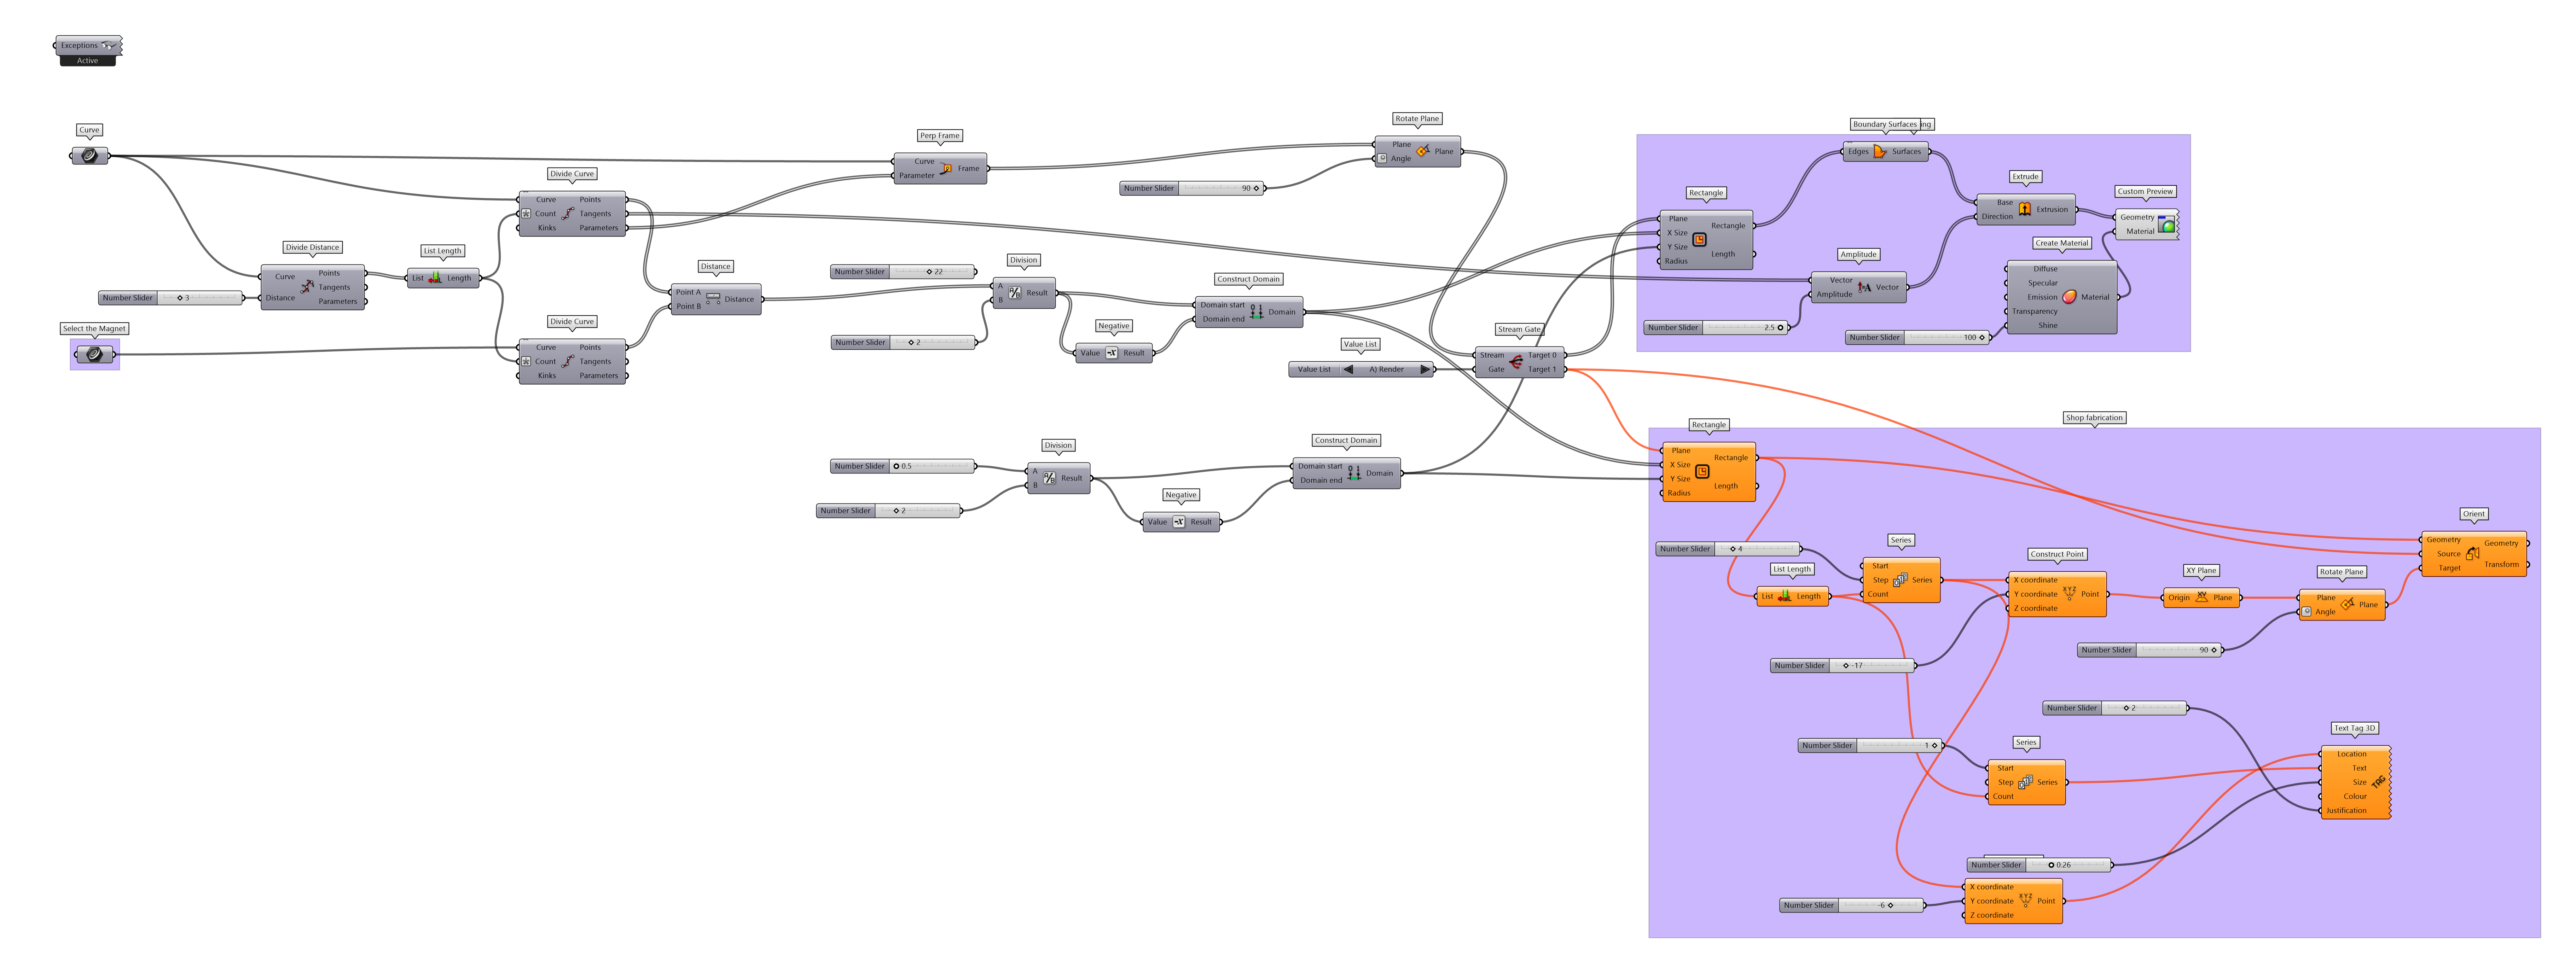 Exceptions
Active
Curve
Select the Magnet
Number Slider 3
Divide Distance
Curve Points
Tangents
Distance Parameters
List Length
List Length
Divide Curve
Curve Points
Count Tangents
Kinks Parameters
Divide Curve
Curve Points
Count Tangents
Kinks Parameters
Distance
Point A
Point B
Distance
Perp Frame
Curve
Parameter
Frame
Number Slider 22
Number Slider 2
Division
A
B
Result
A/B
Negative
Value -x Result
Construct Domain
Domain start
Domain end
0 1
Domain
Number Slider 90
Rotate Plane
Plane
Angle
Plane
Value List
Value List A) Render
Stream Gate
Stream Target 0
Gate Target 1
Number Slider 0.5
Number Slider 2
Division
A
B
Result
A/B
Negative
Value -x Result
Construct Domain
Domain start
Domain end
0 1
Domain
Boundary Surfaces
ing
Edges Surfaces
Rectangle
Plane
X Size
Y Size
Radius
Rectangle
Length
Extrude
Base
Direction
Extrusion
Custom Preview
Geometry
Material
Create Material
Diffuse
Specular
Emission
Transparency
Shine
Material
Amplitude
Vector
Amplitude
Vector
Number Slider 2.5
Number Slider 100
Shop fabrication
Rectangle
Plane
X Size
Y Size
Radius
Rectangle
Length
Number Slider 4
List Length
List Length
Series
Start
Step
Count
Series
Construct Point
X coordinate
Y coordinate
Z coordinate
XYZ
Point
XY Plane
Origin XY Plane
Rotate Plane
Plane
Angle
Plane
Orient
Geometry
Source
Target
Geometry
Transform
Number Slider -17
Number Slider 90
Number Slider 2
Number Slider 1
Series
Start
Step
Count
Series
Text Tag 3D
Location
Text
Size
Colour
Justification
TAG
Number Slider 0.26
Number Slider -6
X coordinate
Y coordinate
Z coordinate
XYZ
Point